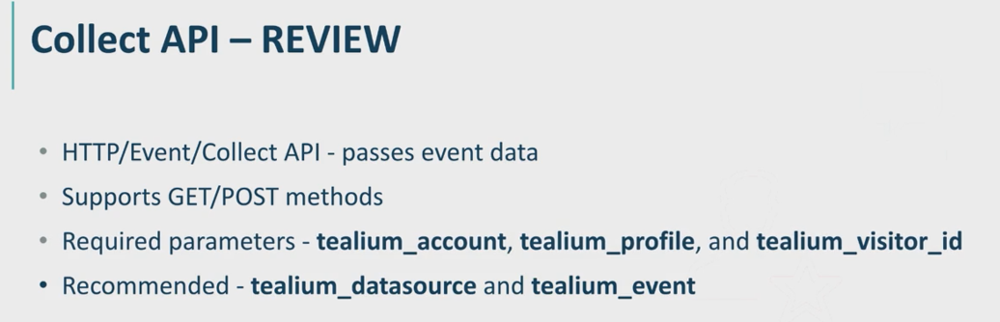 Collect API – REVIEW
• HTTP/Event/Collect API - passes event data
• Supports GET/POST methods
• Required parameters - tealium_account, tealium_profile, and tealium_visitor_id
• Recommended - tealium_datasource and tealium_event